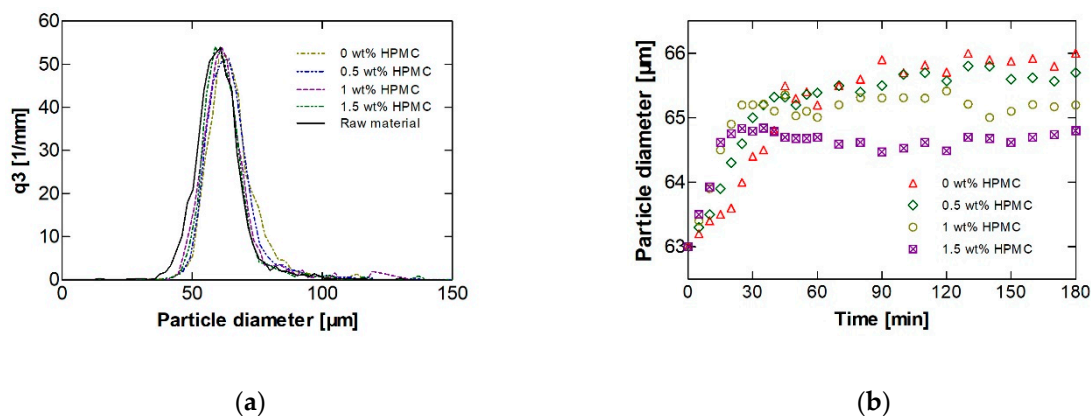 60
50
40
30
20
10
0
q3 [1/mm]
0 wt% HPMC
0.5 wt% HPMC
1 wt% HPMC
1.5 wt% HPMC
Raw material
0 50 100 150
Particle diameter [µm]
(a)
66
65
64
63
Particle diameter [µm]
0 wt% HPMC
0.5 wt% HPMC
1 wt% HPMC
1.5 wt% HPMC
0 30 60 90 120 150 180
Time [min]
(b)